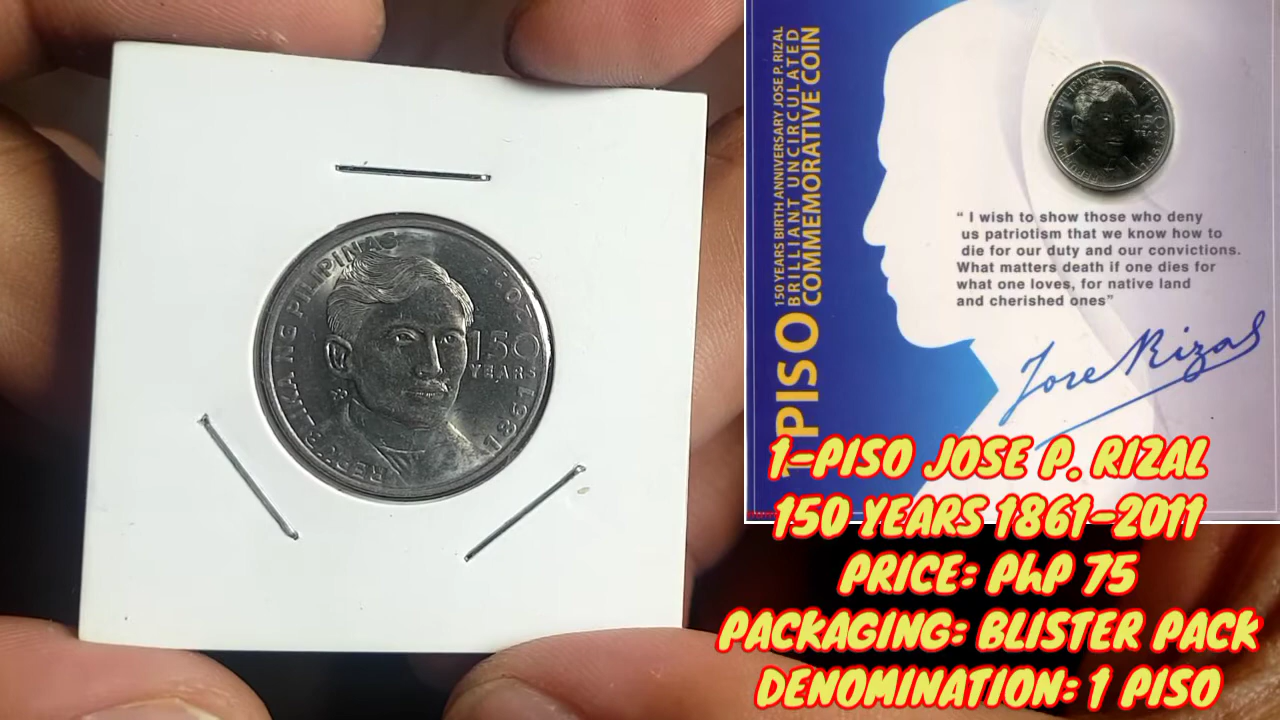 REPUBLIKA NG PILIPINAS
150
YEARS
1861
2011
150 YEARS BIRTH ANNIVERSARY JOSE P. RIZAL
BRILLIANT UNCIRCULATED
1 PISO COMMEMORATIVE COIN
150
YEARS
“ I wish to show those who deny
us patriotism that we know how to
die for our duty and our convictions.
What matters death if one dies for
what one loves, for native land
and cherished ones”
Jose Rizal
1-PISO JOSE P. RIZAL
150 YEARS 1861-2011
PRICE: PhP 75
PACKAGING: BLISTER PACK
DENOMINATION: 1 PISO